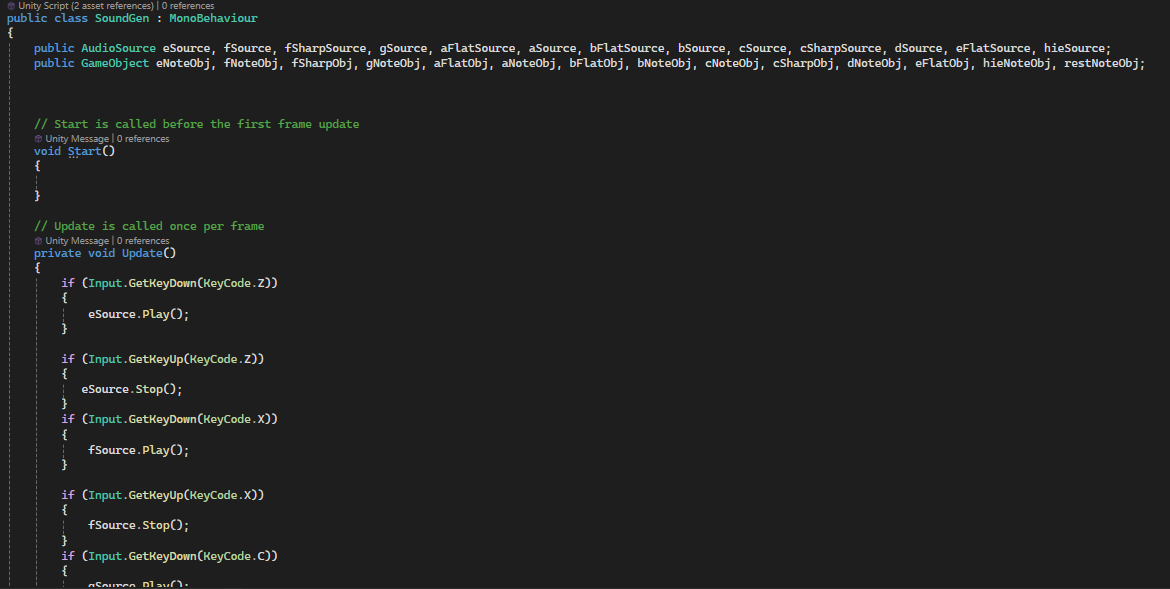 Unity Script (2 asset references) | 0 references
public class SoundGen : MonoBehaviour
{
public AudioSource eSource, fSource, fSharpSource, gSource, aFlatSource, aSource, bFlatSource, bSource, cSource, cSharpSource, dSource, eFlatSource, hieSource;
public GameObject eNoteObj, fNoteObj, fSharpObj, gNoteObj, aFlatObj, aNoteObj, bFlatObj, bNoteObj, cNoteObj, cSharpObj, dNoteObj, eFlatObj, hieNoteObj, restNoteObj;
// Start is called before the first frame update
Unity Message | 0 references
void Start()
{
}
// Update is called once per frame
Unity Message | 0 references
private void Update()
{
if (Input.GetKeyDown(KeyCode.Z))
{
eSource.Play();
}
if (Input.GetKeyUp(KeyCode.Z))
{
eSource.Stop();
}
if (Input.GetKeyDown(KeyCode.X))
{
fSource.Play();
}
if (Input.GetKeyUp(KeyCode.X))
{
fSource.Stop();
}
if (Input.GetKeyDown(KeyCode.C))
{
gSource.Play();